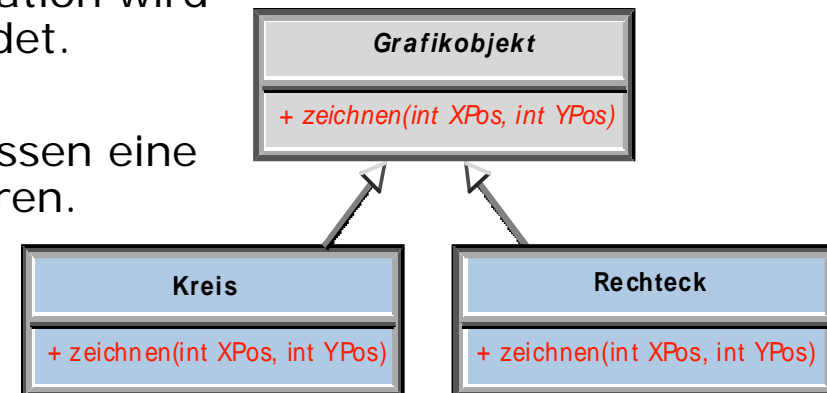 ation wird
det.
ssen eine
ren.
Grafikobjekt
+ zeichnen(int XPos, int YPos)
Kreis
+ zeichnen(int XPos, int YPos)
Rechteck
+ zeichnen(int XPos, int YPos)